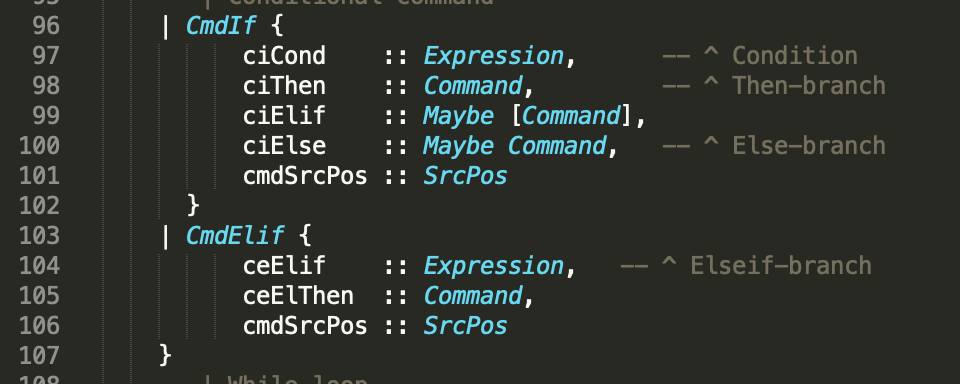 | Conditional command
96 | CmdIf {
97 ciCond :: Expression, -- ^ Condition
98 ciThen :: Command, -- ^ Then-branch
99 ciElif :: Maybe [Command],
100 ciElse :: Maybe Command, -- ^ Else-branch
101 cmdSrcPos :: SrcPos
102 }
103 | CmdElif {
104 ceElif :: Expression, -- ^ Elseif-branch
105 ceElThen :: Command,
106 cmdSrcPos :: SrcPos
107 }
108 | While loop